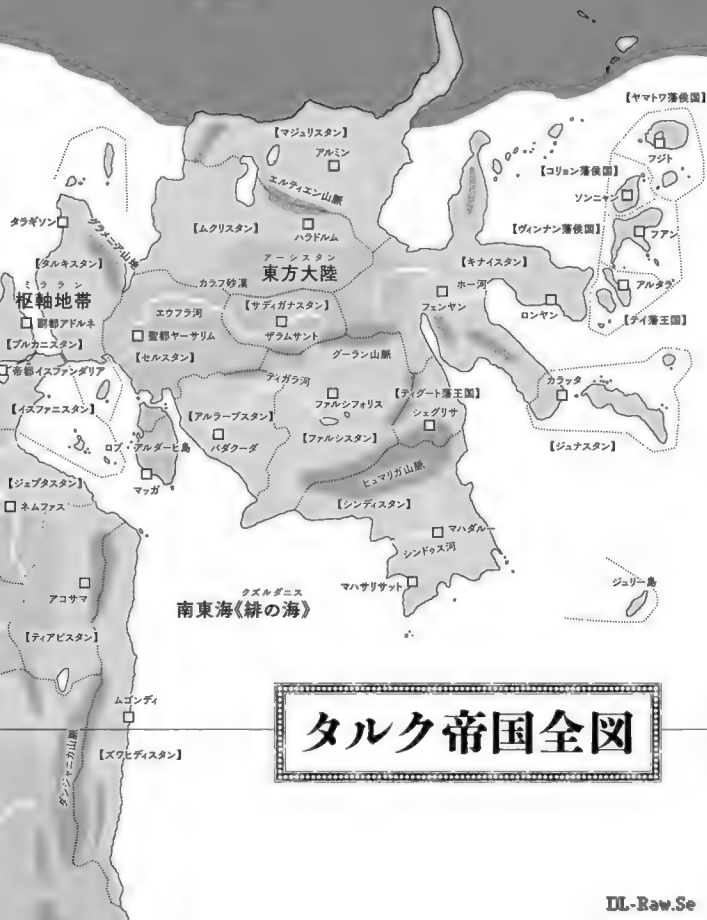 【ヤマトワ藩侯国】
フジト
【マジュリスタン】
アルミン
【コリョン藩侯国】
ソンニャン
エルティエン山脈
タラギソン
グラメニア山地
【ムクリスタン】
ハラドルム
【ヴィンナン藩侯国】
フアン
【タルキスタン】
アーシスタン
東方大陸
【キナイスタン】
ミララン
枢軸地帯
カラフ砂漠
ホー河
フェンヤン
アルタラ
【テイ藩王国】
ロンヤン
エウフラ河
【サディガナスタン】
ザラムサント
副都アドルネ
聖都ヤーサリム
【ブルカニスタン】
【セルスタン】
グーラン山脈
帝都イスファンダリア
ティガラ河
カラッタ
【イスファニスタン】
【アルラーブスタン】
ファルシフォリス
【ティグート藩王国】
シェグリサ
バダクーダ
【ファルシスタン】
【ジュナスタン】
ロブ・アルダーヒ島
マッガ
ヒュマリガ山脈
【ジェプタスタン】
ネムファス
【シンディスタン】
マハダルー
シンドゥス河
アコサマ
マハサリサット
ジュリー島
クズルダニス
南東海《緋の海》
【ティアビスタン】
ムゴンディ
タルク帝国全図
【ズワヒディスタン】
ダンジャニカ山脈
DL-Raw.Se